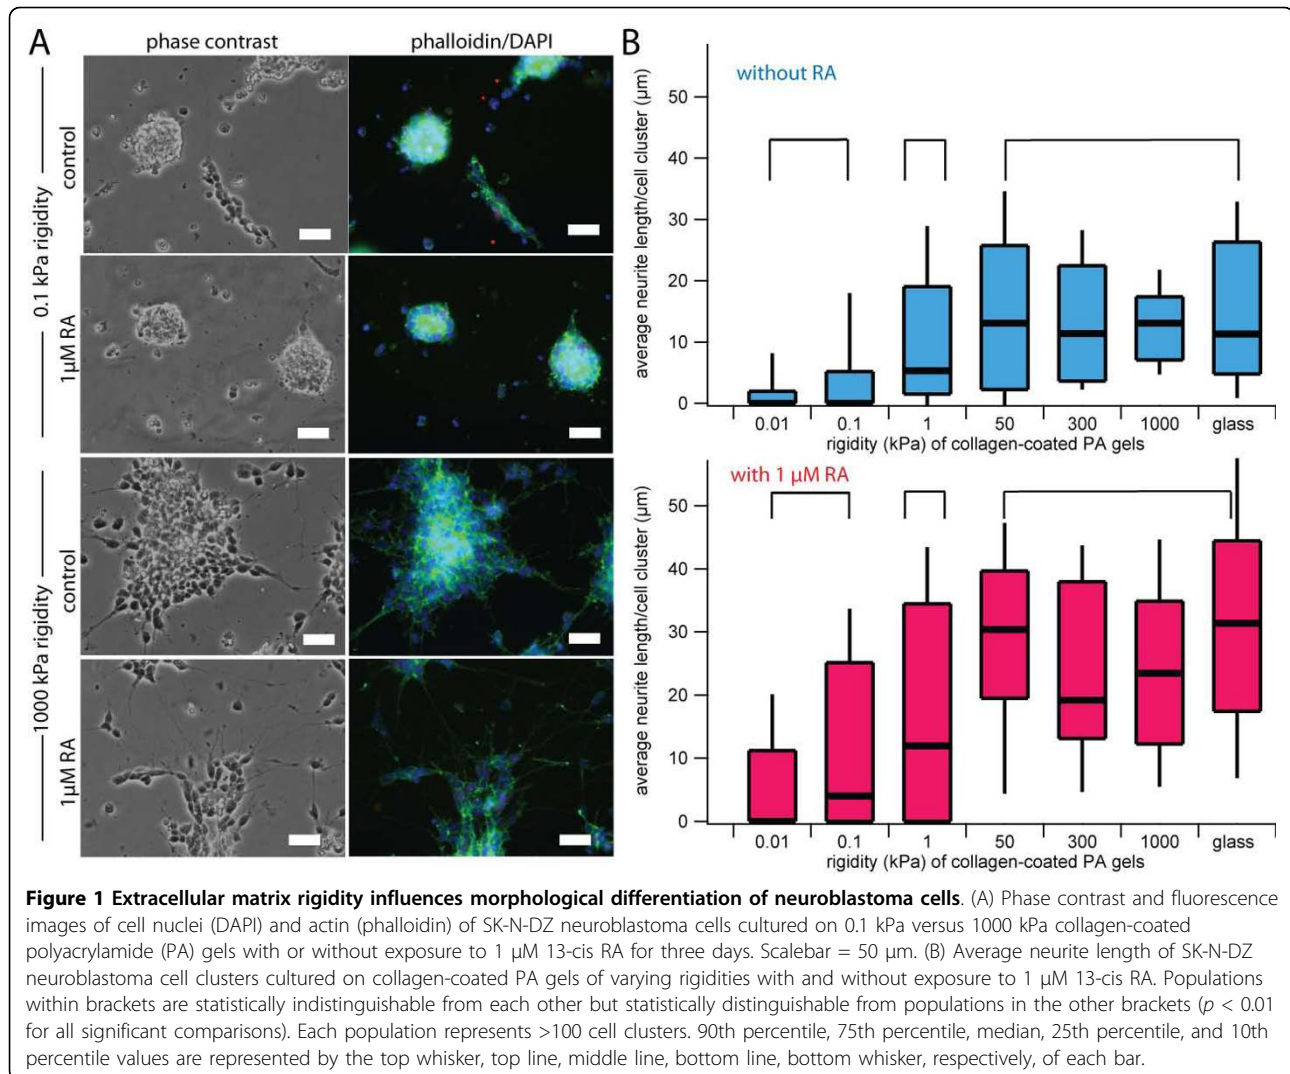 A
phase contrast
phalloidin/DAPI
0.1 kPa rigidity
control
1μM RA
1000 kPa rigidity
control
1μM RA
B
without RA
average neurite length/cell cluster (μm)
50
40
30
20
10
0
0.01 0.1 1 50 300 1000 glass
rigidity (kPa) of collagen-coated PA gels
with 1 μM RA
average neurite length/cell cluster (μm)
50
40
30
20
10
0
0.01 0.1 1 50 300 1000 glass
rigidity (kPa) of collagen-coated PA gels
Figure 1 Extracellular matrix rigidity influences morphological differentiation of neuroblastoma cells. (A) Phase contrast and fluorescence
images of cell nuclei (DAPI) and actin (phalloidin) of SK-N-DZ neuroblastoma cells cultured on 0.1 kPa versus 1000 kPa collagen-coated
polyacrylamide (PA) gels with or without exposure to 1 μM 13-cis RA for three days. Scalebar = 50 μm. (B) Average neurite length of SK-N-DZ
neuroblastoma cell clusters cultured on collagen-coated PA gels of varying rigidities with and without exposure to 1 μM 13-cis RA. Populations
within brackets are statistically indistinguishable from each other but statistically distinguishable from populations in the other brackets (p < 0.01
for all significant comparisons). Each population represents >100 cell clusters. 90th percentile, 75th percentile, median, 25th percentile, and 10th
percentile values are represented by the top whisker, top line, middle line, bottom line, bottom whisker, respectively, of each bar.